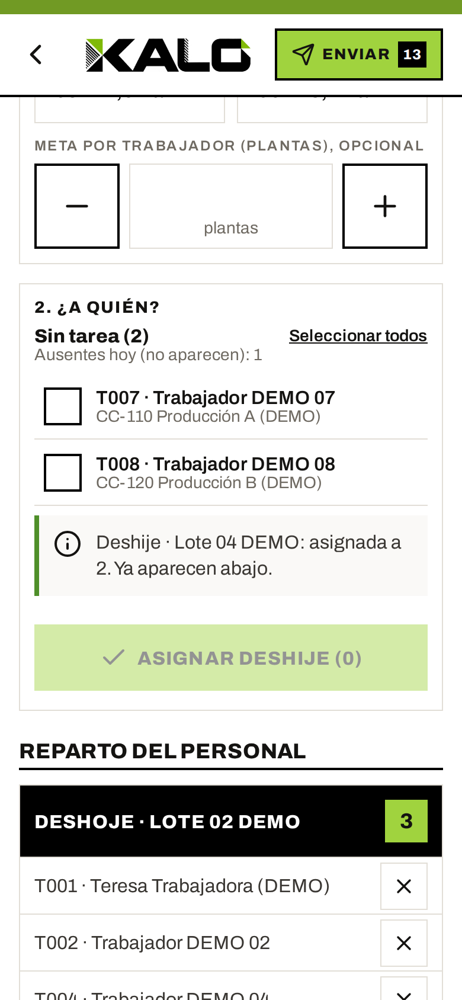 KALO
ENVIAR 13
META POR TRABAJADOR (PLANTAS), OPCIONAL
plantas
2. ¿A QUIÉN?
Sin tarea (2)
Seleccionar todos
Ausentes hoy (no aparecen): 1
T007 · Trabajador DEMO 07
CC-110 Producción A (DEMO)
T008 · Trabajador DEMO 08
CC-120 Producción B (DEMO)
Deshije · Lote 04 DEMO: asignada a
2. Ya aparecen abajo.
ASIGNAR DESHIJE (0)
REPARTO DEL PERSONAL
DESHOJE · LOTE 02 DEMO 3
T001 · Teresa Trabajadora (DEMO)
T002 · Trabajador DEMO 02
T004 · Trabajador DEMO 04